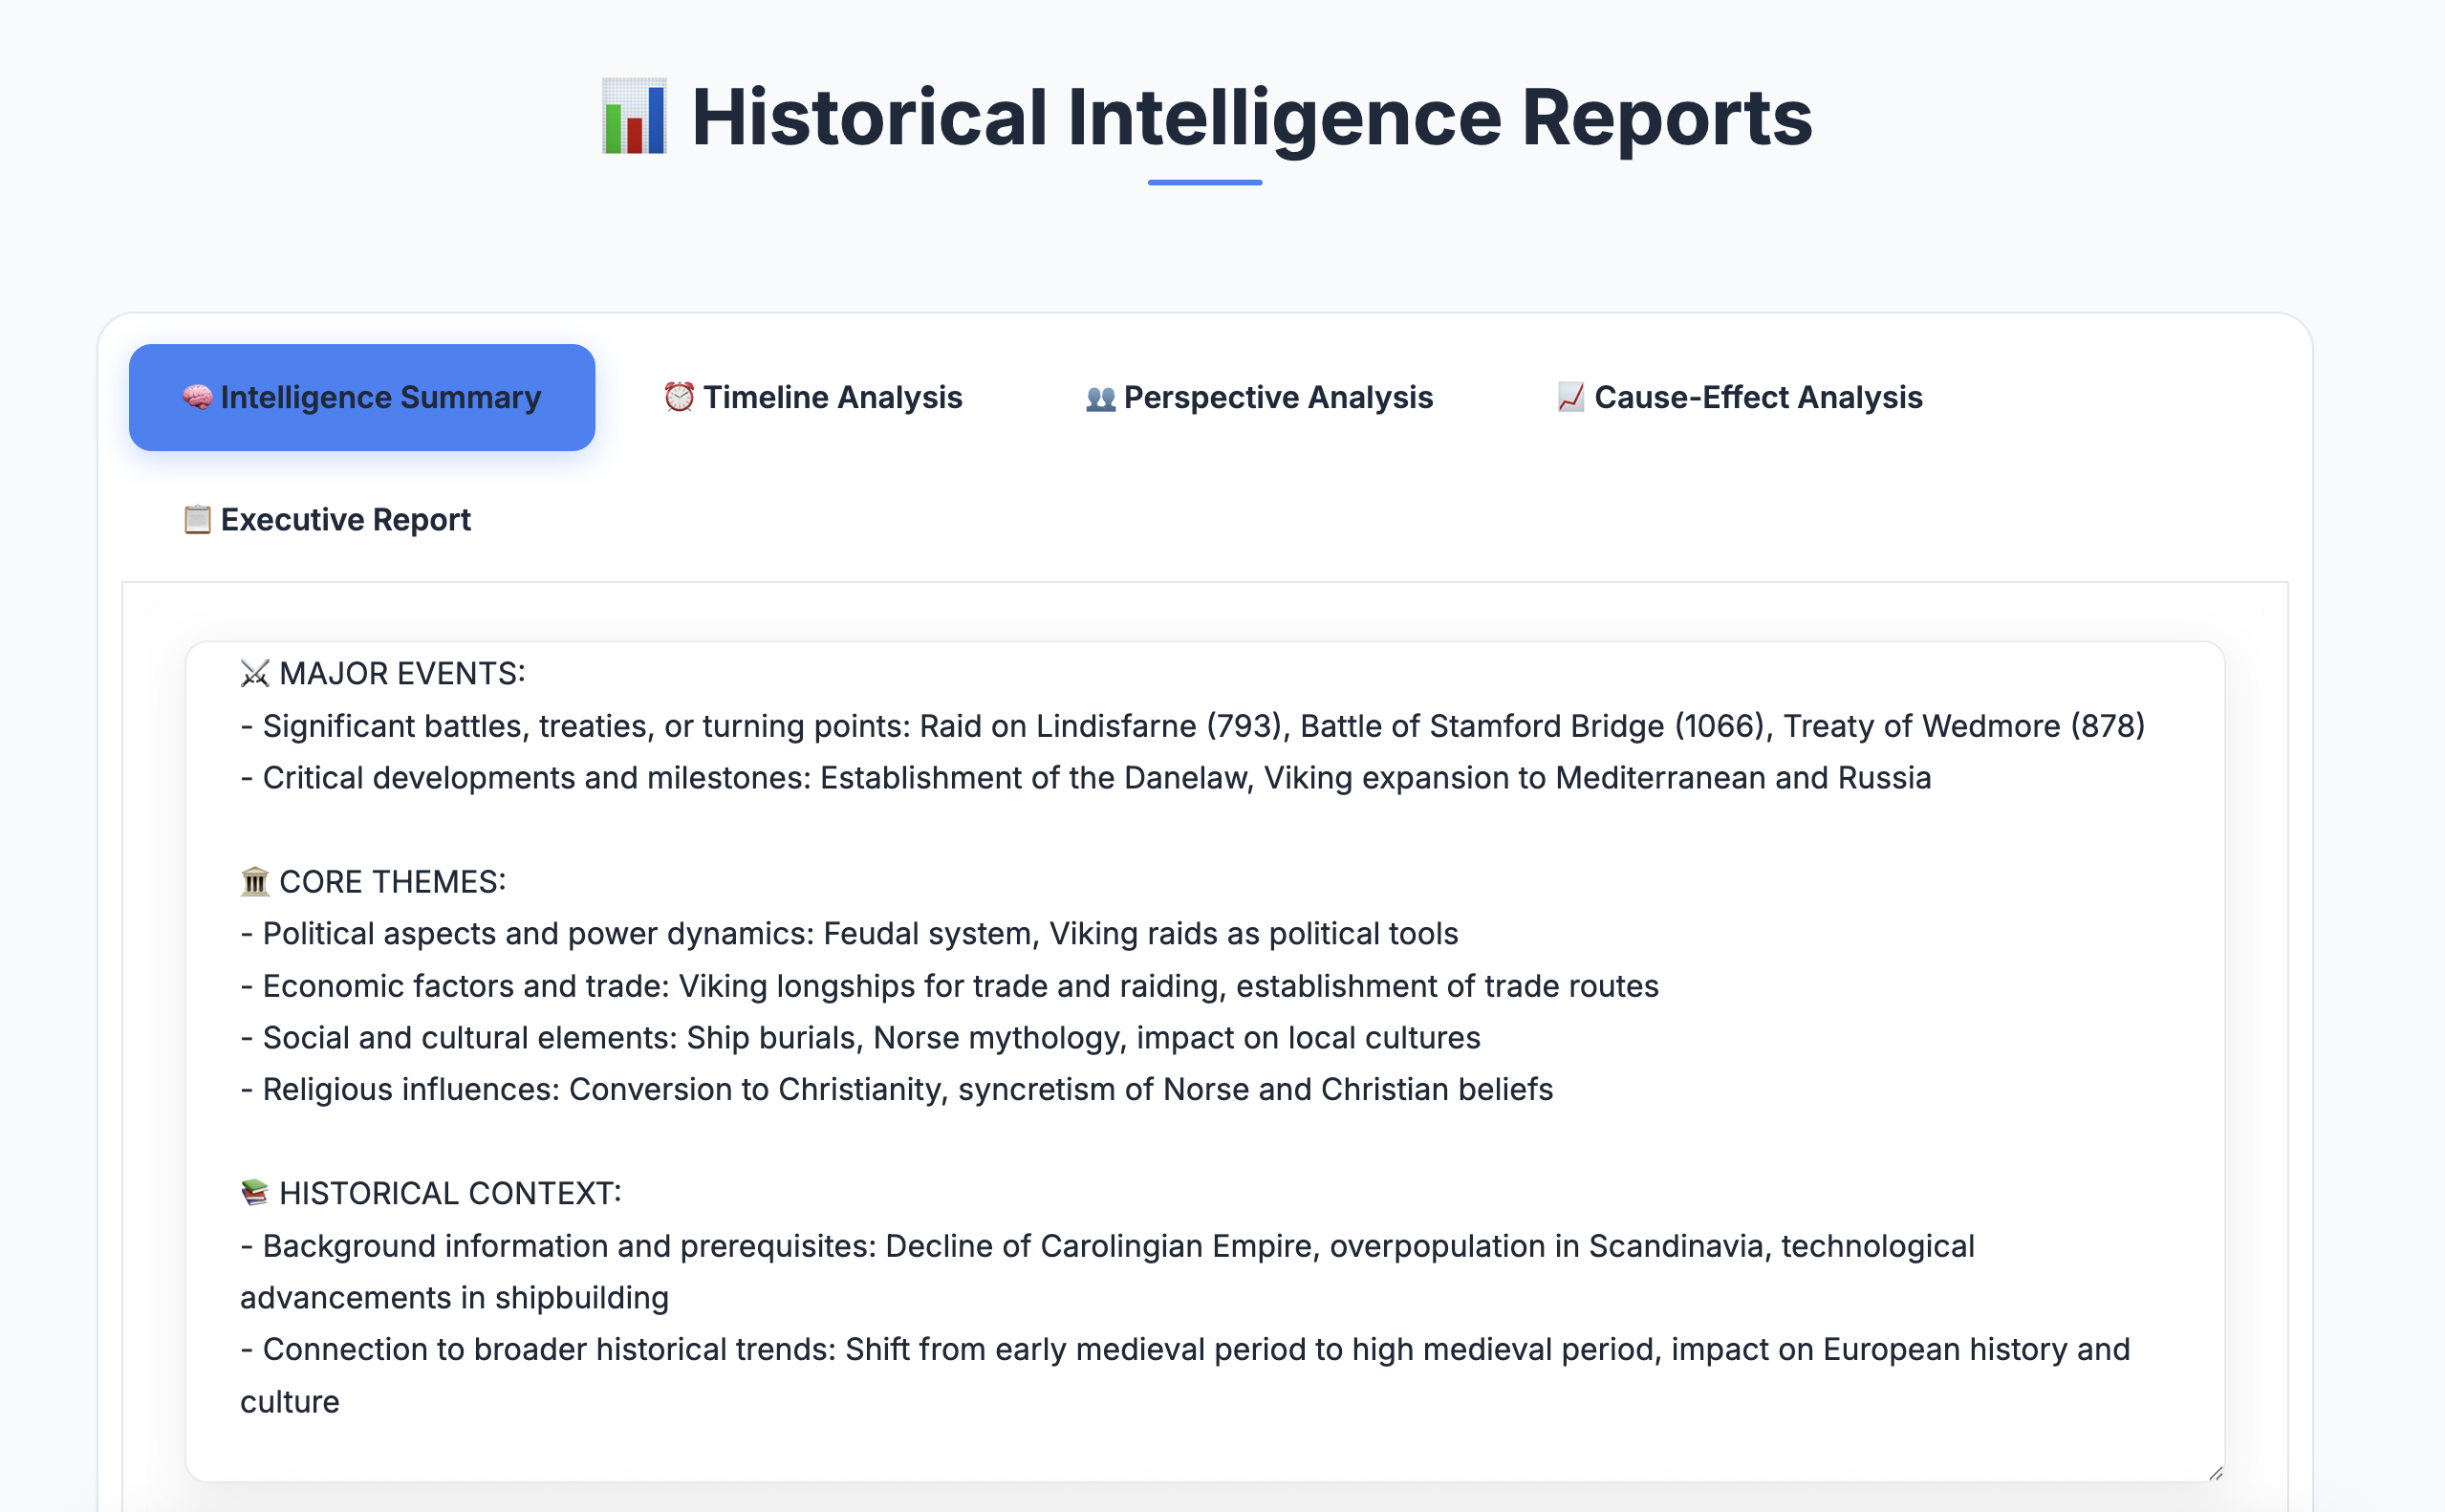 📊 Historical Intelligence Reports
🧠 Intelligence Summary
⏰ Timeline Analysis
👥 Perspective Analysis
📈 Cause-Effect Analysis
📋 Executive Report
⚔️ MAJOR EVENTS:
- Significant battles, treaties, or turning points: Raid on Lindisfarne (793), Battle of Stamford Bridge (1066), Treaty of Wedmore (878)
- Critical developments and milestones: Establishment of the Danelaw, Viking expansion to Mediterranean and Russia
🏛️ CORE THEMES:
- Political aspects and power dynamics: Feudal system, Viking raids as political tools
- Economic factors and trade: Viking longships for trade and raiding, establishment of trade routes
- Social and cultural elements: Ship burials, Norse mythology, impact on local cultures
- Religious influences: Conversion to Christianity, syncretism of Norse and Christian beliefs
📚 HISTORICAL CONTEXT:
- Background information and prerequisites: Decline of Carolingian Empire, overpopulation in Scandinavia, technological
advancements in shipbuilding
- Connection to broader historical trends: Shift from early medieval period to high medieval period, impact on European history and
culture